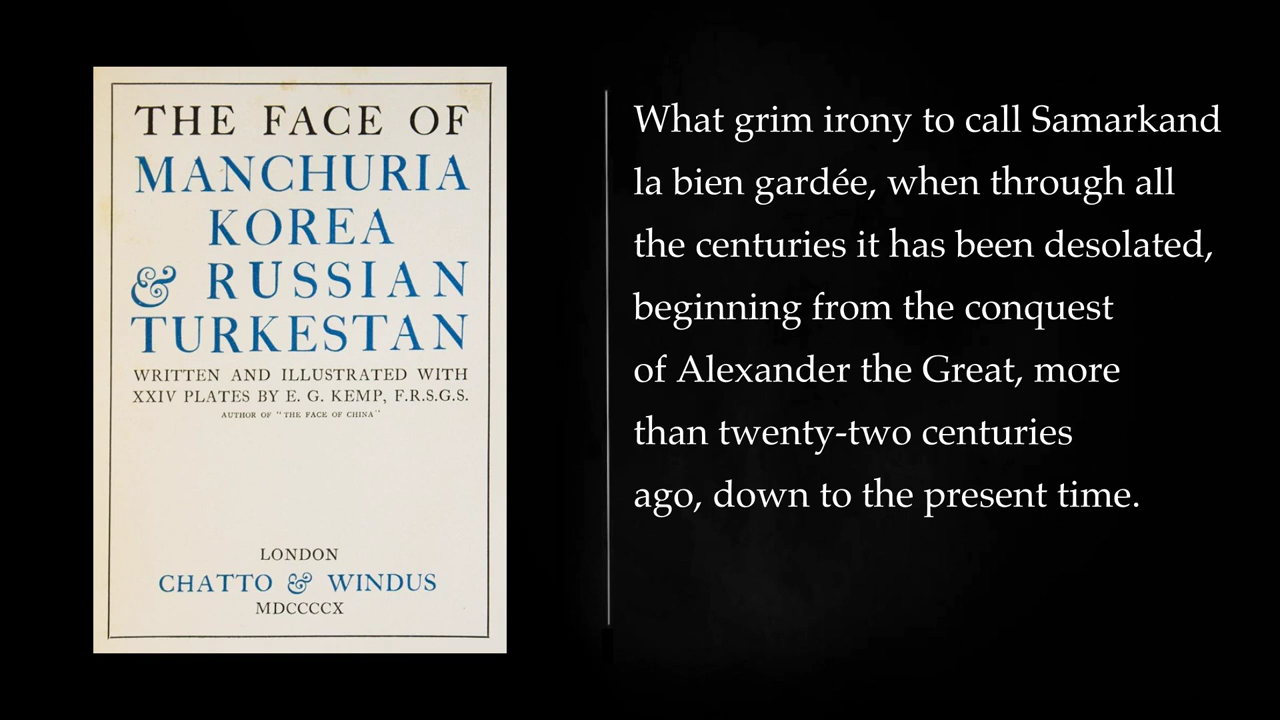 THE FACE OF
MANCHURIA
KOREA
& RUSSIAN
TURKESTAN
WRITTEN AND ILLUSTRATED WITH
XXIV PLATES BY E. G. KEMP, F.R.S.G.S.
AUTHOR OF "THE FACE OF CHINA"
LONDON
CHATTO & WINDUS
MDCCCCX
What grim irony to call Samarkand
la bien gardée, when through all
the centuries it has been desolated,
beginning from the conquest
of Alexander the Great, more
than twenty-two centuries
ago, down to the present time.